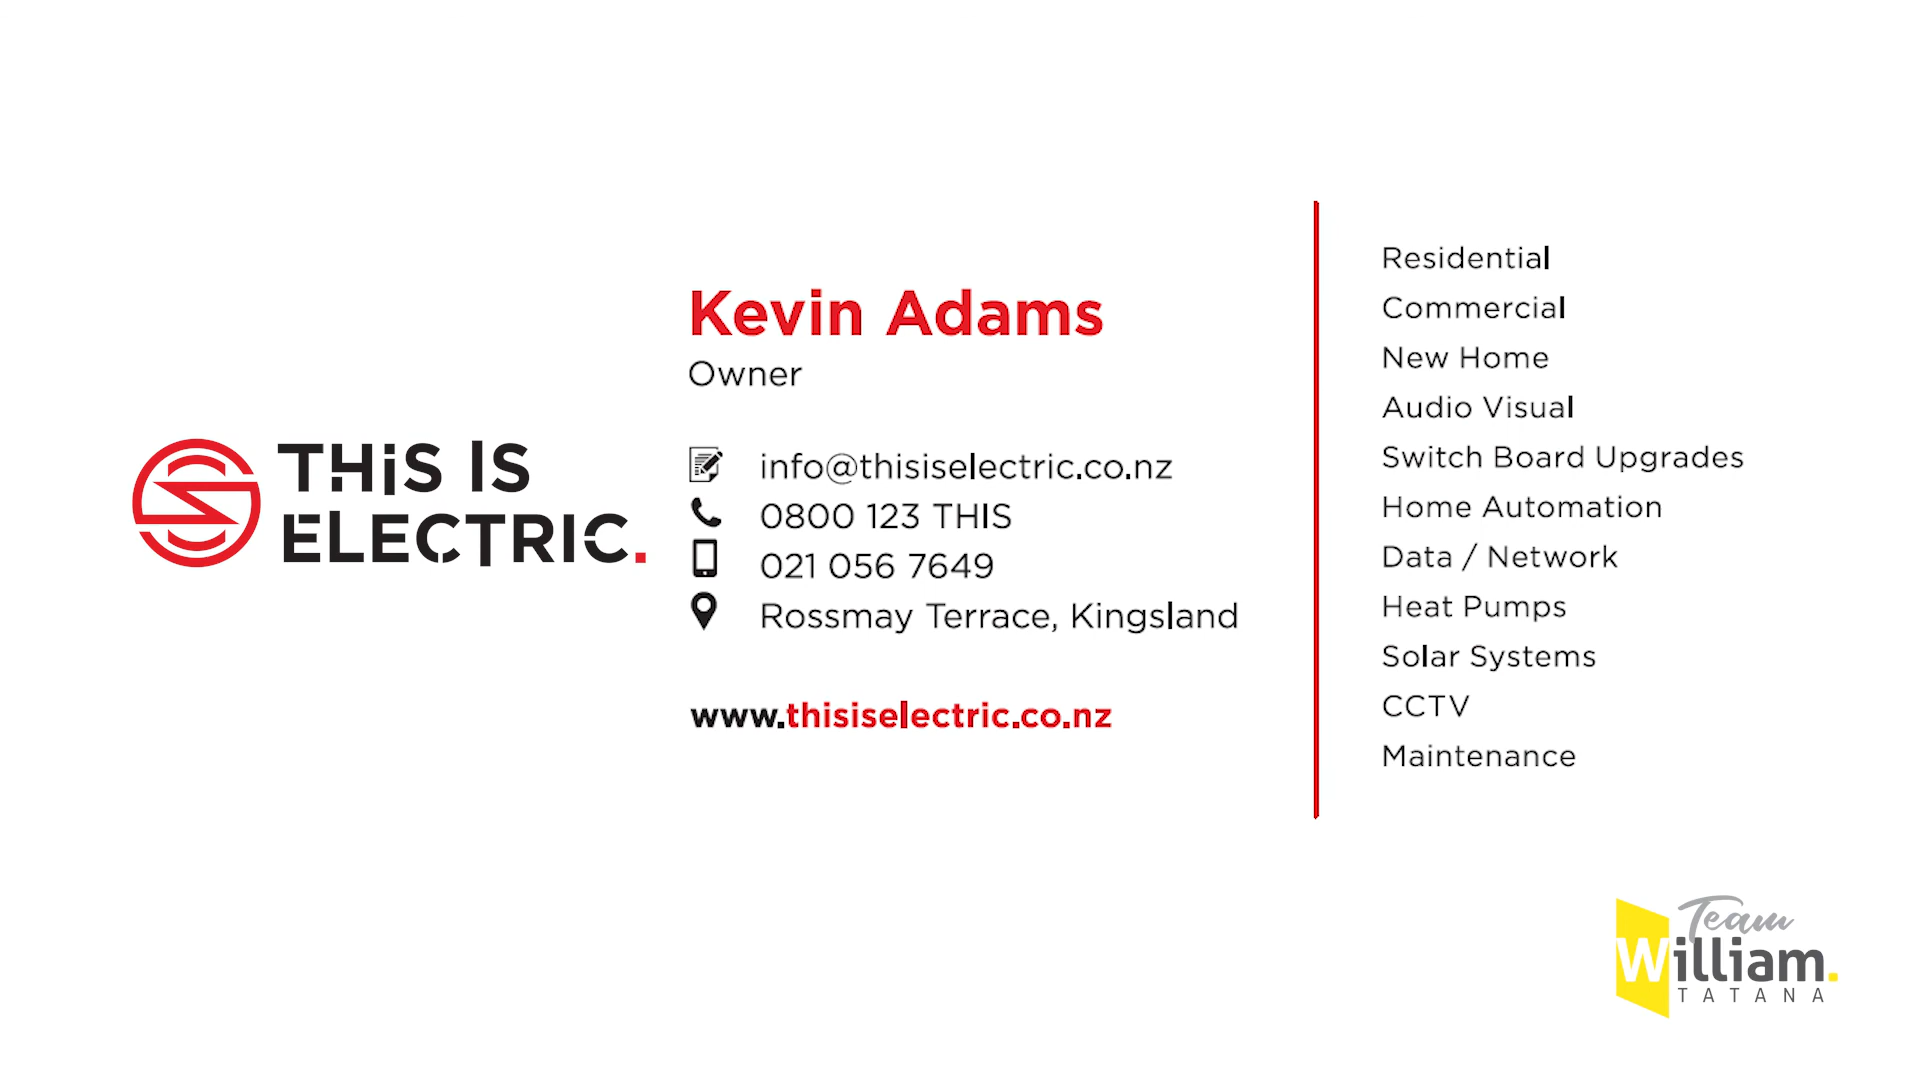 THiS IS
ELECTRIC.
Kevin Adams
Owner
info@thisiselectric.co.nz
0800 123 THIS
021 056 7649
Rossmay Terrace, Kingsland
www.thisiselectric.co.nz
Residential
Commercial
New Home
Audio Visual
Switch Board Upgrades
Home Automation
Data / Network
Heat Pumps
Solar Systems
CCTV
Maintenance
Team
William.
TATANA